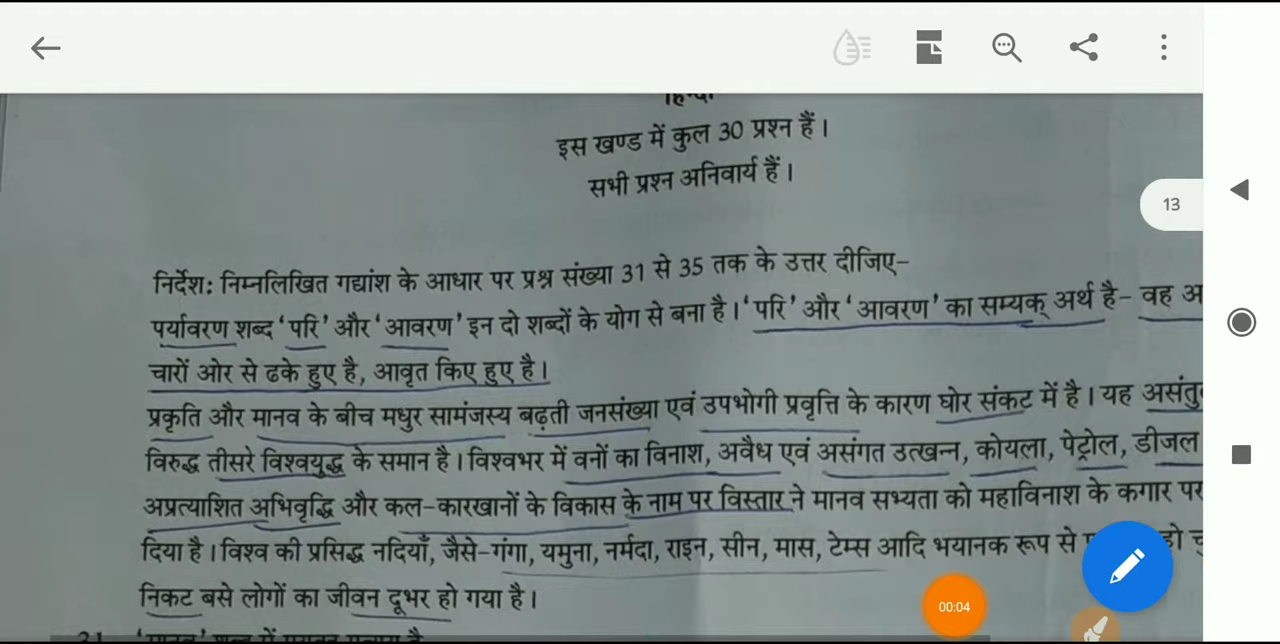 13
इस खण्ड में कुल 30 प्रश्न हैं।
सभी प्रश्न अनिवार्य हैं।
निर्देश: निम्नलिखित गद्यांश के आधार पर प्रश्न संख्या 31 से 35 तक के उत्तर दीजिए–
पर्यावरण शब्द ‘परि’ और ‘आवरण’ इन दो शब्दों के योग से बना है। ‘परि’ और ‘आवरण’ का सम्यक् अर्थ है– वह
चारों ओर से ढके हुए है, आवृत किए हुए है।
प्रकृति और मानव के बीच मधुर सामंजस्य बढ़ती जनसंख्या एवं उपभोगी प्रवृत्ति के कारण घोर संकट में है। यह
विरुद्ध तीसरे विश्वयुद्ध के समान है। विश्वभर में वनों का विनाश, अवैध एवं असंगत उत्खनन, कोयला, पेट्रोल, डीजल
अप्रत्याशित अभिवृद्धि और कल-कारखानों के विकास के नाम पर विस्तार ने मानव सभ्यता को महाविनाश के कगार पर
दिया है। विश्व की प्रसिद्ध नदियाँ, जैसे–गंगा, यमुना, नर्मदा, राइन, सीन, मास, टेम्स आदि भयानक रूप से
निकट बसे लोगों का जीवन दूभर हो गया है।
00:04